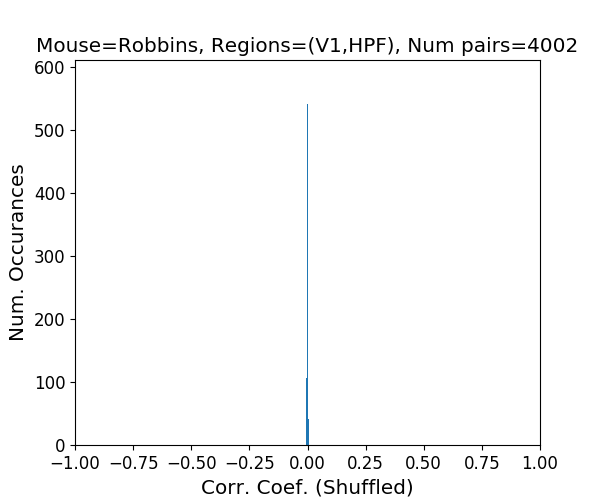 Mouse=Robbins, Regions=(V1,HPF), Num pairs=4002
600
500
400
300
200
100
0
Num. Occurances
−1.00 −0.75 −0.50 −0.25 0.00 0.25 0.50 0.75 1.00
Corr. Coef. (Shuffled)